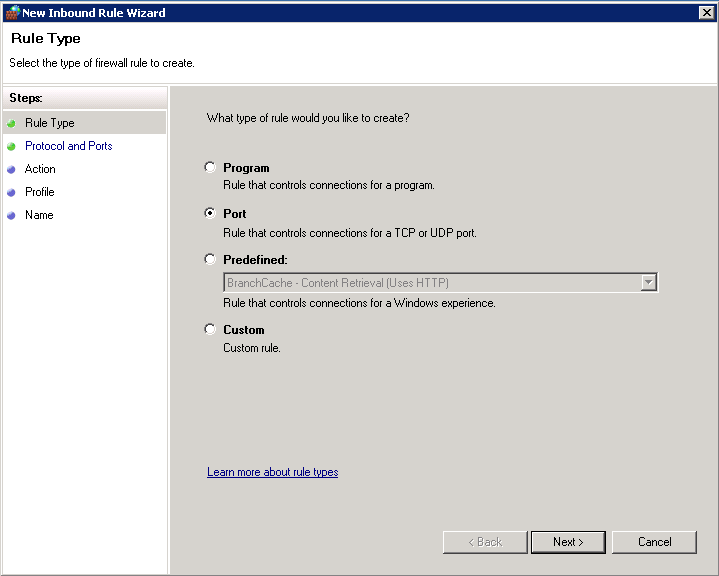 New Inbound Rule Wizard
Rule Type
Select the type of firewall rule to create.
Steps:
Rule Type
Protocol and Ports
Action
Profile
Name
What type of rule would you like to create?
Program
Rule that controls connections for a program.
Port
Rule that controls connections for a TCP or UDP port.
Predefined:
BranchCache - Content Retrieval (Uses HTTP)
Rule that controls connections for a Windows experience.
Custom
Custom rule.
Learn more about rule types
< Back
Next >
Cancel